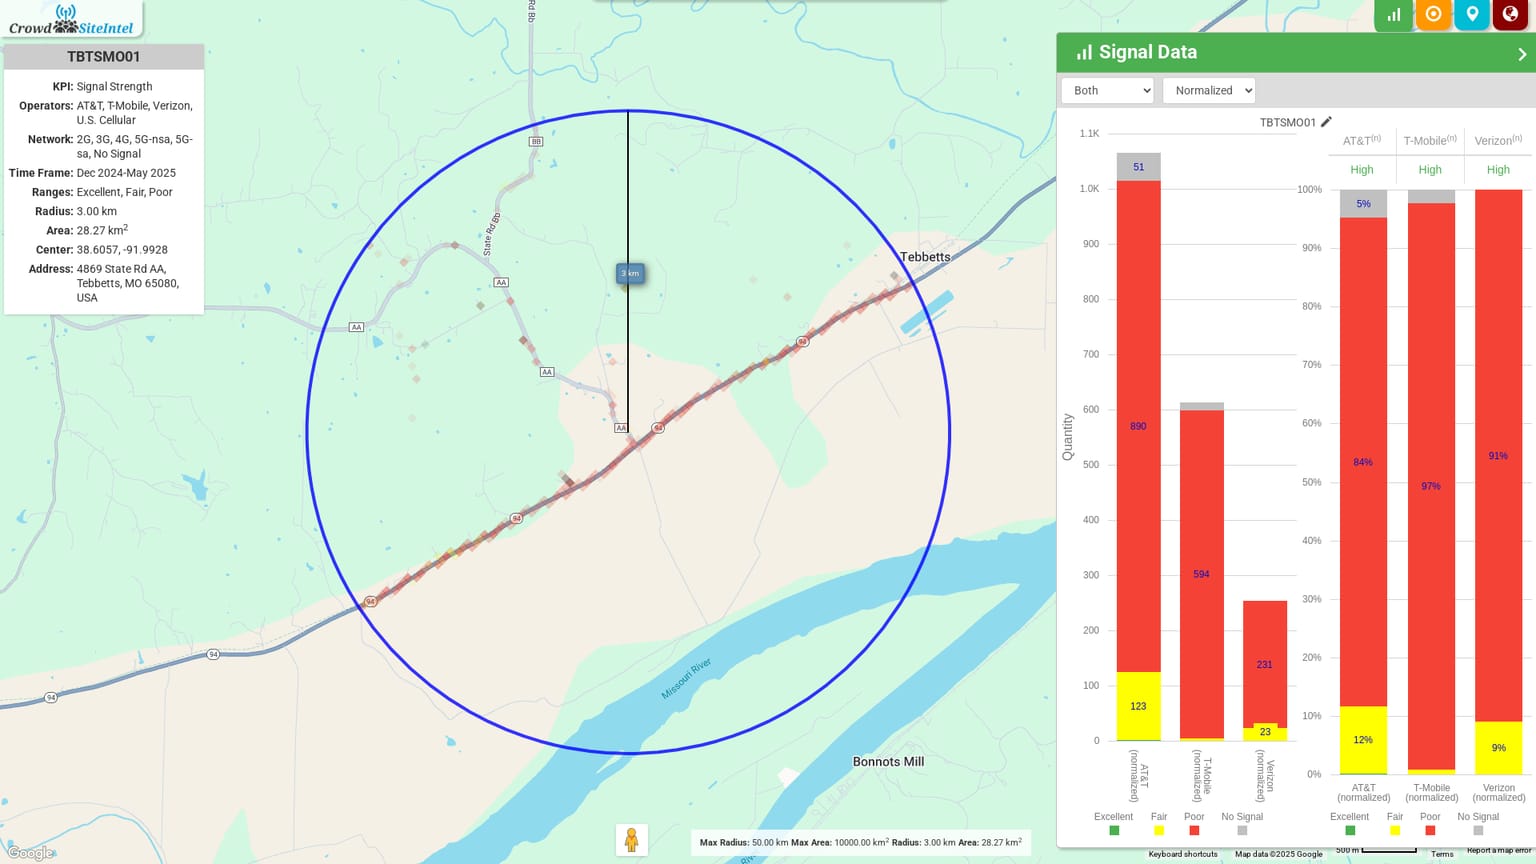 Crowd SiteIntel
TBTSMO01
KPI: Signal Strength
Operators: AT&T, T-Mobile, Verizon,
U.S. Cellular
Network: 2G, 3G, 4G, 5G-nsa, 5G-
sa, No Signal
Time Frame: Dec 2024-May 2025
Ranges: Excellent, Fair, Poor
Radius: 3.00 km
Area: 28.27 km²
Center: 38.6057, -91.9928
Address: 4869 State Rd AA,
Tebbetts, MO 65080,
USA
Rd Bb
BB
State Rd Bb
AA
AA
AA
AA
3 km
Tebbetts
94
94
94
94
94
94
Missouri River
Bonnots Mill
Google
Max Radius: 50.00 km Max Area: 10000.00 km² Radius: 3.00 km Area: 28.27 km²
Signal Data
Both
Normalized
TBTSMO01
1.1K
1.0K
900
800
700
600
500
400
300
200
100
0
Quantity
51
890
123
594
231
23
AT&T
(normalized)
T-Mobile
(normalized)
Verizon
(normalized)
Excellent
Fair
Poor
No Signal
AT&T(n)
T-Mobile(n)
Verizon(n)
High
High
High
100%
90%
80%
70%
60%
50%
40%
30%
20%
10%
0%
5%
84%
12%
97%
91%
9%
AT&T
(normalized)
T-Mobile
(normalized)
Verizon
(normalized)
Excellent
Fair
Poor
No Signal
Keyboard shortcuts
Map data ©2025 Google
500 m
Terms
Report a map error